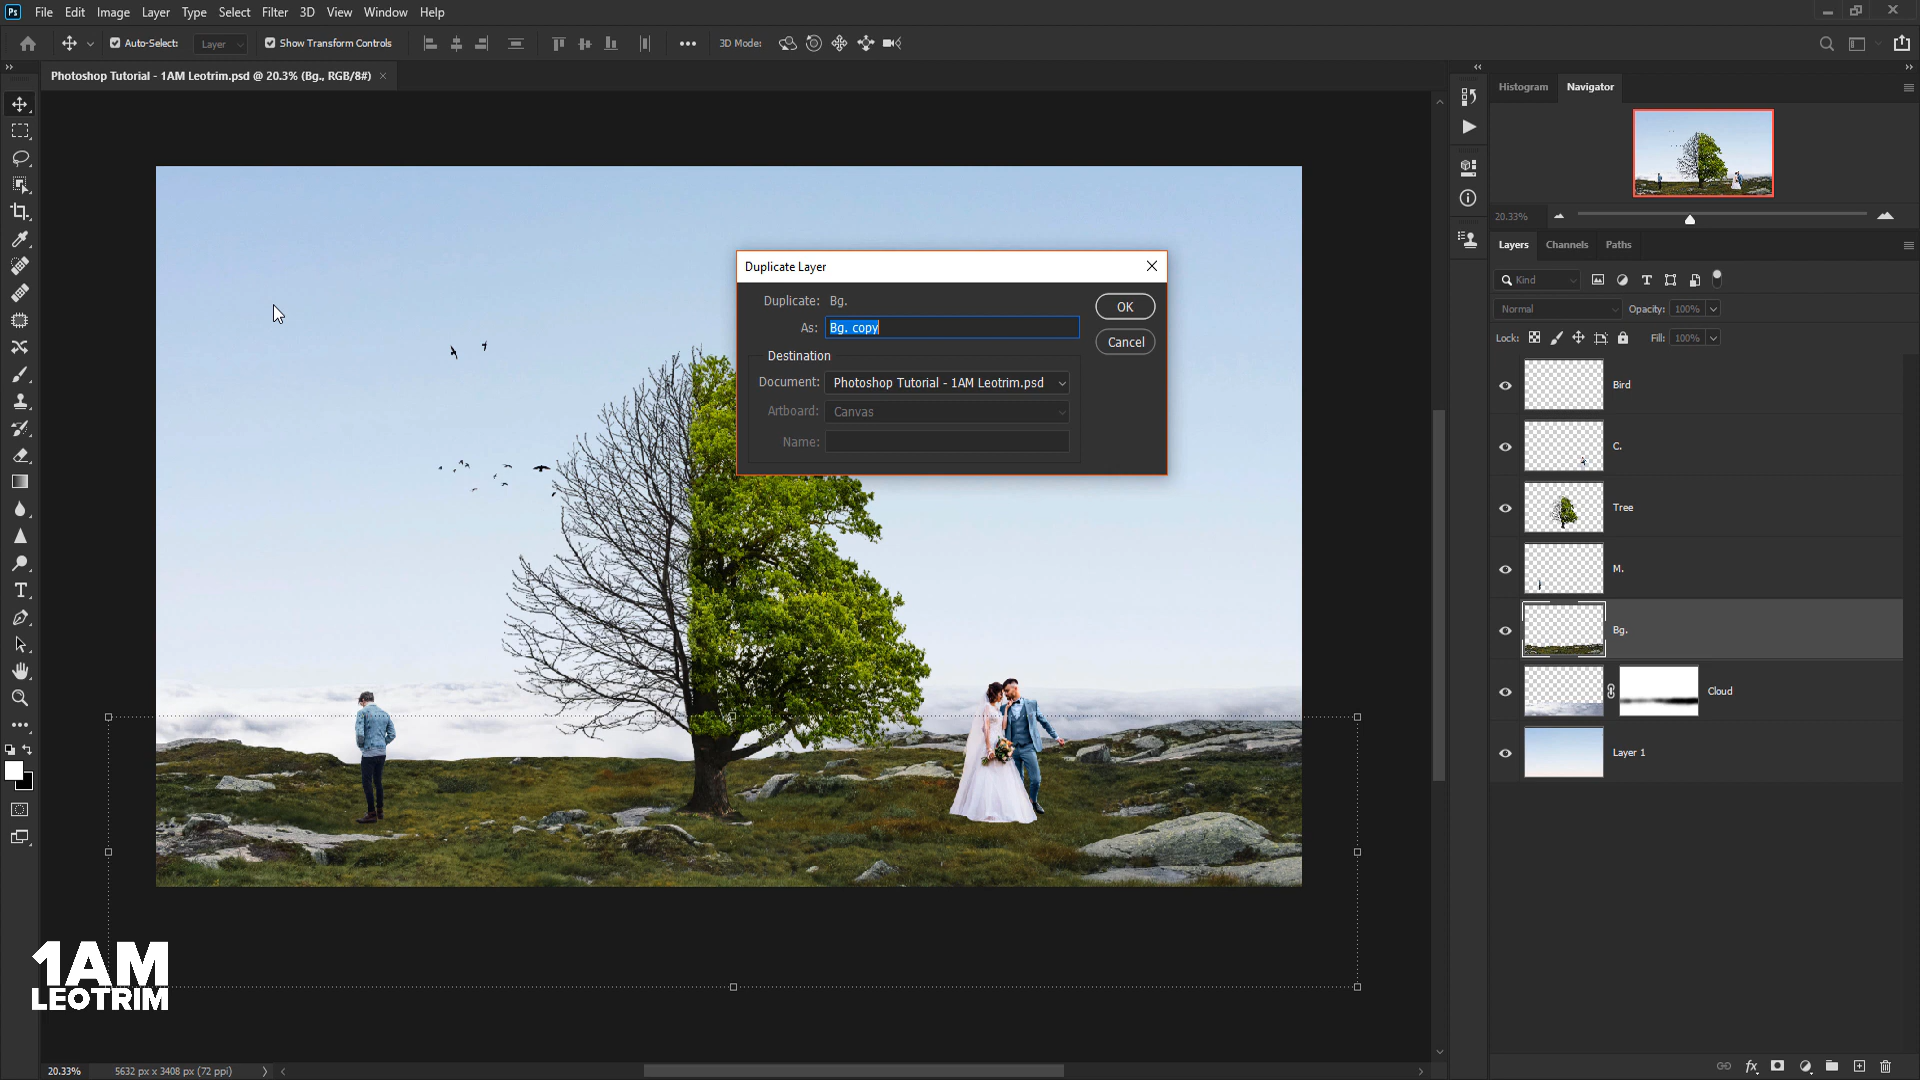 Ps File Edit Image Layer Type Select Filter 3D View Window Help
Auto-Select: Layer Show Transform Controls 3D Mode:
Photoshop Tutorial - 1AM Leotrim.psd @ 20.3% (Bg., RGB/8#)
Histogram Navigator
20.33%
Layers Channels Paths
Kind
Normal Opacity: 100%
Lock: Fill: 100%
Bird
C.
Tree
M.
Bg.
Cloud
Layer 1
Duplicate Layer
Duplicate: Bg.
OK
As: Bg. copy
Cancel
Destination
Document: Photoshop Tutorial - 1AM Leotrim.psd
Artboard: Canvas
Name:
1AM
LEOTRIM
20.33% 5632 px x 3408 px (72 ppi)